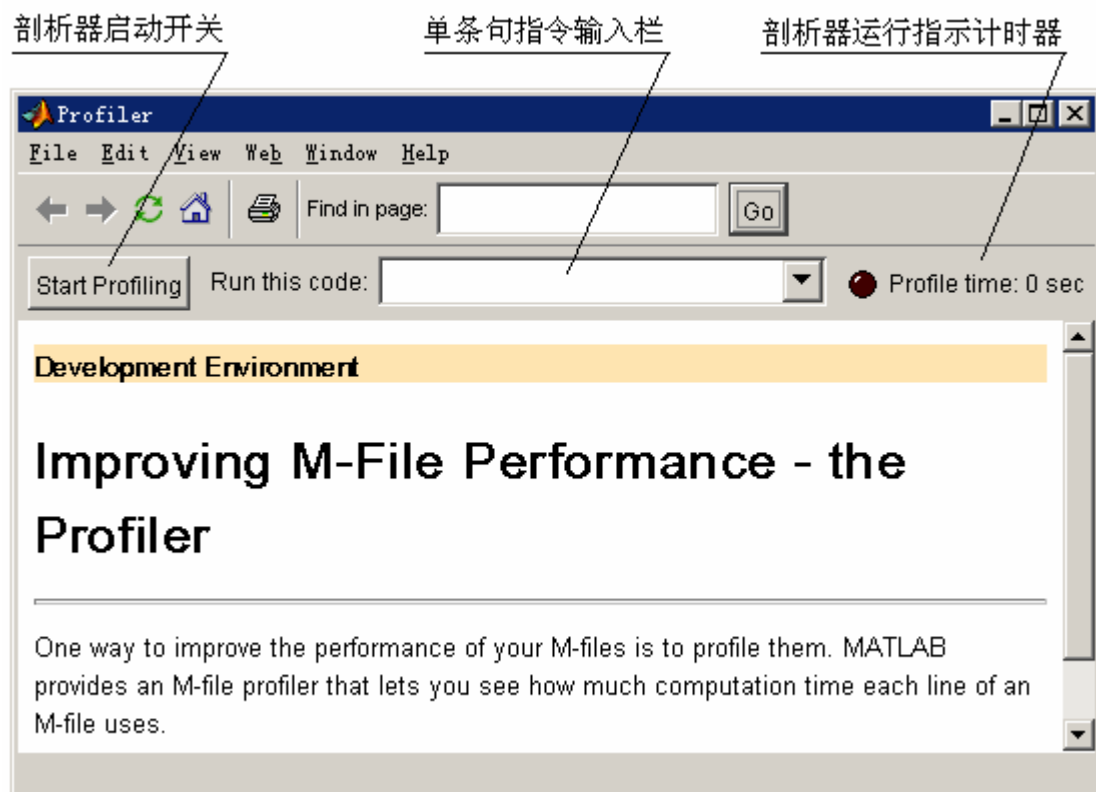 剖析器启动开关 单条句指令输入栏 剖析器运行指示计时器
Profiler
File Edit View Web Window Help
Find in page: Go
Start Profiling Run this code: Profile time: 0 sec
Development Environment
Improving M-File Performance - the
Profiler
One way to improve the performance of your M-files is to profile them. MATLAB
provides an M-file profiler that lets you see how much computation time each line of an
M-file uses.